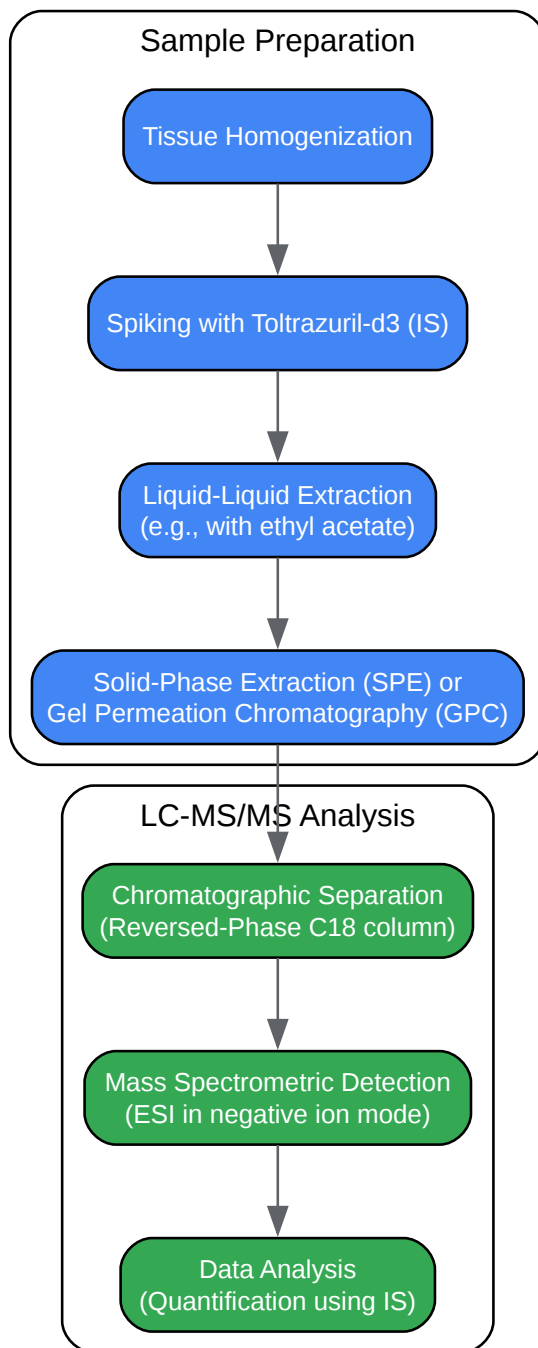 Sample Preparation
Tissue Homogenization
Spiking with Toltrazuril-d3 (IS)
Liquid-Liquid Extraction
(e.g., with ethyl acetate)
Solid-Phase Extraction (SPE) or
Gel Permeation Chromatography (GPC)
LC-MS/MS Analysis
Chromatographic Separation
(Reversed-Phase C18 column)
Mass Spectrometric Detection
(ESI in negative ion mode)
Data Analysis
(Quantification using IS)